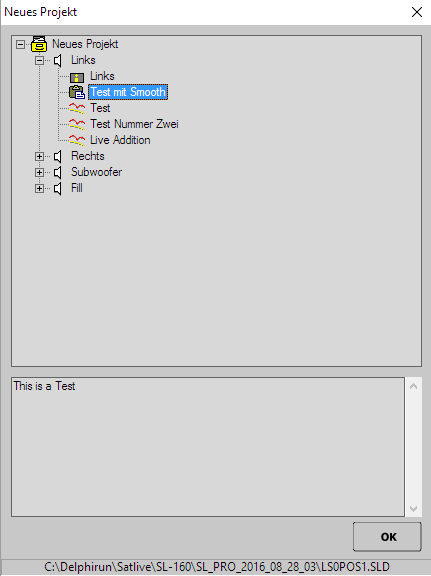 Neues Projekt
Neues Projekt
Links
Links
Test mit Smooth
Test
Test Nummer Zwei
Live Addition
Rechts
Subwoofer
Fill
This is a Test
OK
C:\Delphirun\Satlive\SL-160\SL_PRO_2016_08_28_03\LS0POS1.SLD